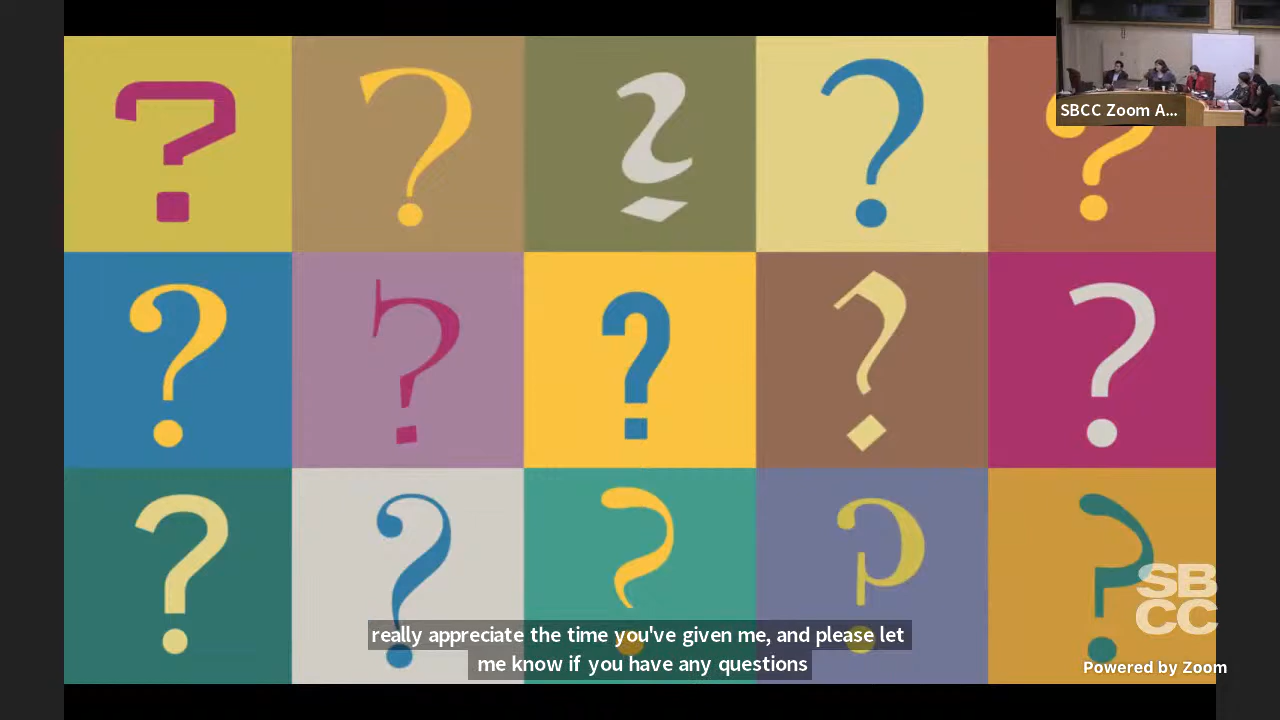 ? ? ? ? ?
SBCC Zoom A...
? ? ? ? ?
? ? ? ? ?
really appreciate the time you've given me, and please let
me know if you have any questions
SB
CC
Powered by Zoom